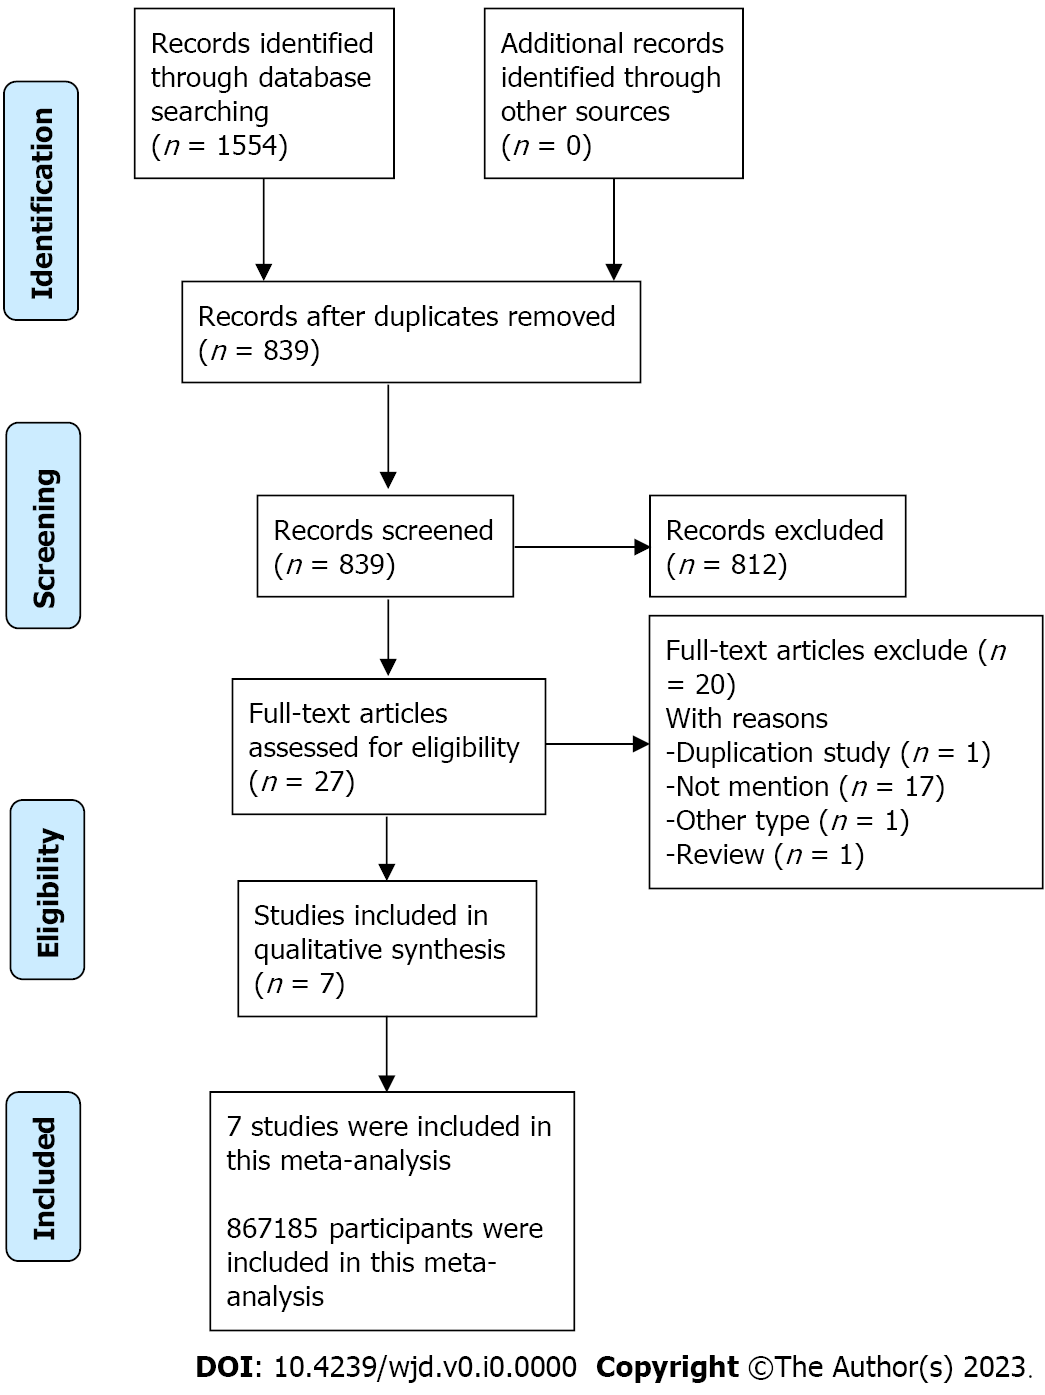 Identification
Records identified
through database
searching
(n = 1554)
Additional records
identified through
other sources
(n = 0)
Records after duplicates removed
(n = 839)
Screening
Records screened
(n = 839)
Records excluded
(n = 812)
Full-text articles
assessed for eligibility
(n = 27)
Full-text articles exclude (n
= 20)
With reasons
-Duplication study (n = 1)
-Not mention (n = 17)
-Other type (n = 1)
-Review (n = 1)
Eligibility
Studies included in
qualitative synthesis
(n = 7)
Included
7 studies were included in
this meta-analysis
867185 participants were
included in this meta-
analysis
DOI: 10.4239/wjd.v0.i0.0000 Copyright ©The Author(s) 2023.